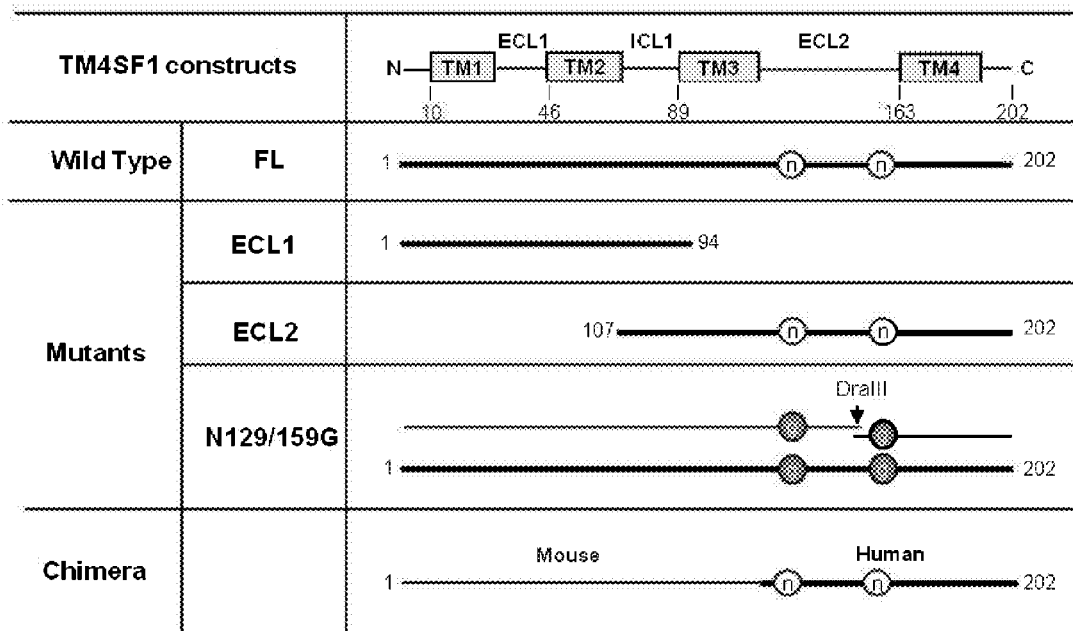 TM4SF1 constructs
ECL1 ICL1 ECL2
N TM1 TM2 TM3 TM4 C
10 46 89 163 202
Wild Type FL 1 n n 202
ECL1 1 94
Mutants
ECL2 107 n n 202
DraIII
N129/159G
1 202
Mouse Human
Chimera 1 n n 202